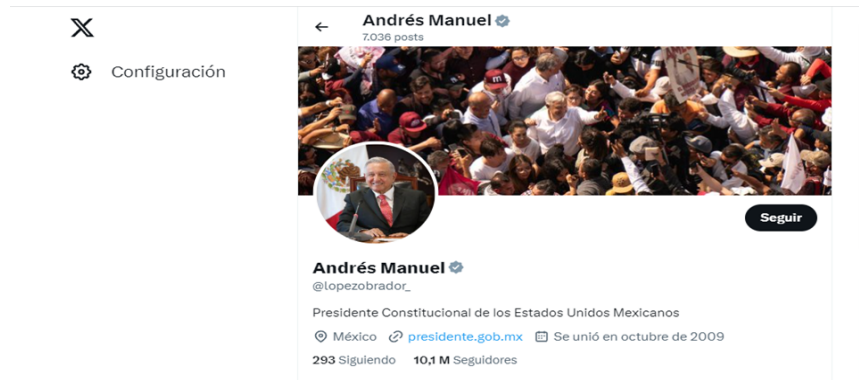 Andrés Manuel
7.036 posts
Configuración
Seguir
Andrés Manuel
@lopezobrador_
Presidente Constitucional de los Estados Unidos Mexicanos
México presidente.gob.mx Se unió en octubre de 2009
293 Siguiendo 10,1 M Seguidores